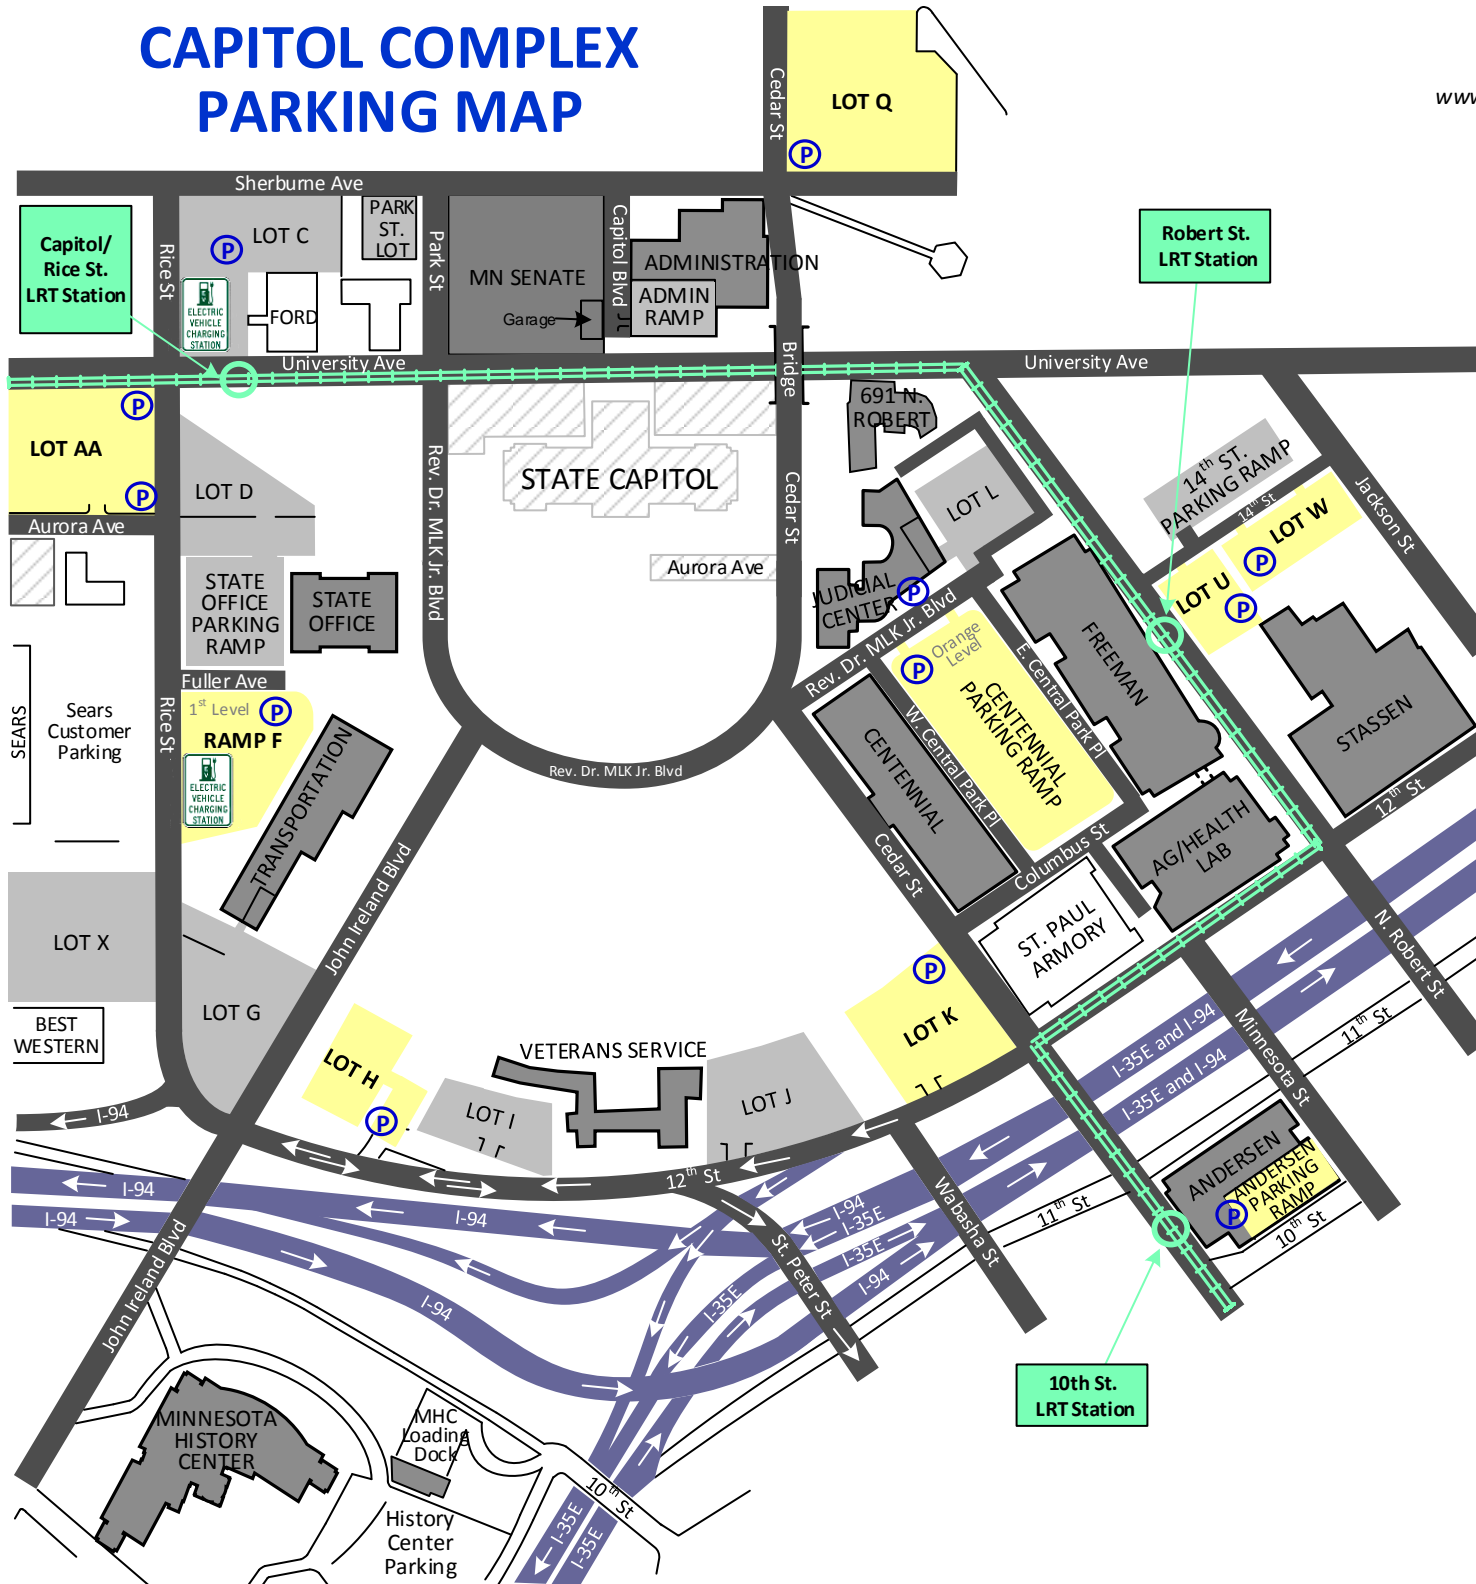 CAPITOL COMPLEX
PARKING MAP
www
Cedar St
LOT Q
P
Sherburne Ave
Capitol/
Rice St.
LRT Station
Rice St
LOT C
P
ELECTRIC
VEHICLE
CHARGING
STATION
FORD
PARK
ST.
LOT
Park St
MN SENATE
Garage
Capitol Blvd
ADMINISTRATION
ADMIN
RAMP
Robert St.
LRT Station
University Ave
Bridge
University Ave
P
LOT AA
P
Aurora Ave
LOT D
Rev. Dr. MLK Jr. Blvd
STATE CAPITOL
Aurora Ave
Cedar St
691 N.
ROBERT
LOT L
JUDICIAL
CENTER
P
14th ST.
PARKING RAMP
14th St
LOT W
P
LOT U
P
Jackson St
STATE
OFFICE
PARKING
RAMP
STATE
OFFICE
Fuller Ave
1st Level
P
RAMP F
ELECTRIC
VEHICLE
CHARGING
STATION
SEARS
Sears
Customer
Parking
Rice St
TRANSPORTATION
Rev. Dr. MLK Jr. Blvd
Rev. Dr. MLK Jr. Blvd
Orange
Level
P
CENTENNIAL
PARKING RAMP
E. Central Park Pl
W. Central Park Pl
CENTENNIAL
FREEMAN
STASSEN
12th St
AG/HEALTH
LAB
Columbus St
Cedar St
ST. PAUL
ARMORY
John Ireland Blvd
LOT X
BEST
WESTERN
LOT G
LOT H
P
LOT I
VETERANS SERVICE
LOT J
P
LOT K
N. Robert St
Minnesota St
11th St
I-35E and I-94
I-35E and I-94
I-94
I-94
I-94
I-94
12th St
St. Peter St
I-94
I-35E
I-35E
I-94
Wabasha St
11th St
ANDERSEN
ANDERSEN
PARKING
RAMP
P
10th St
I-94
I-35E
John Ireland Blvd
10th St.
LRT Station
MINNESOTA
HISTORY
CENTER
MHC
Loading
Dock
10th St
History
Center
Parking
I-35E
I-35E